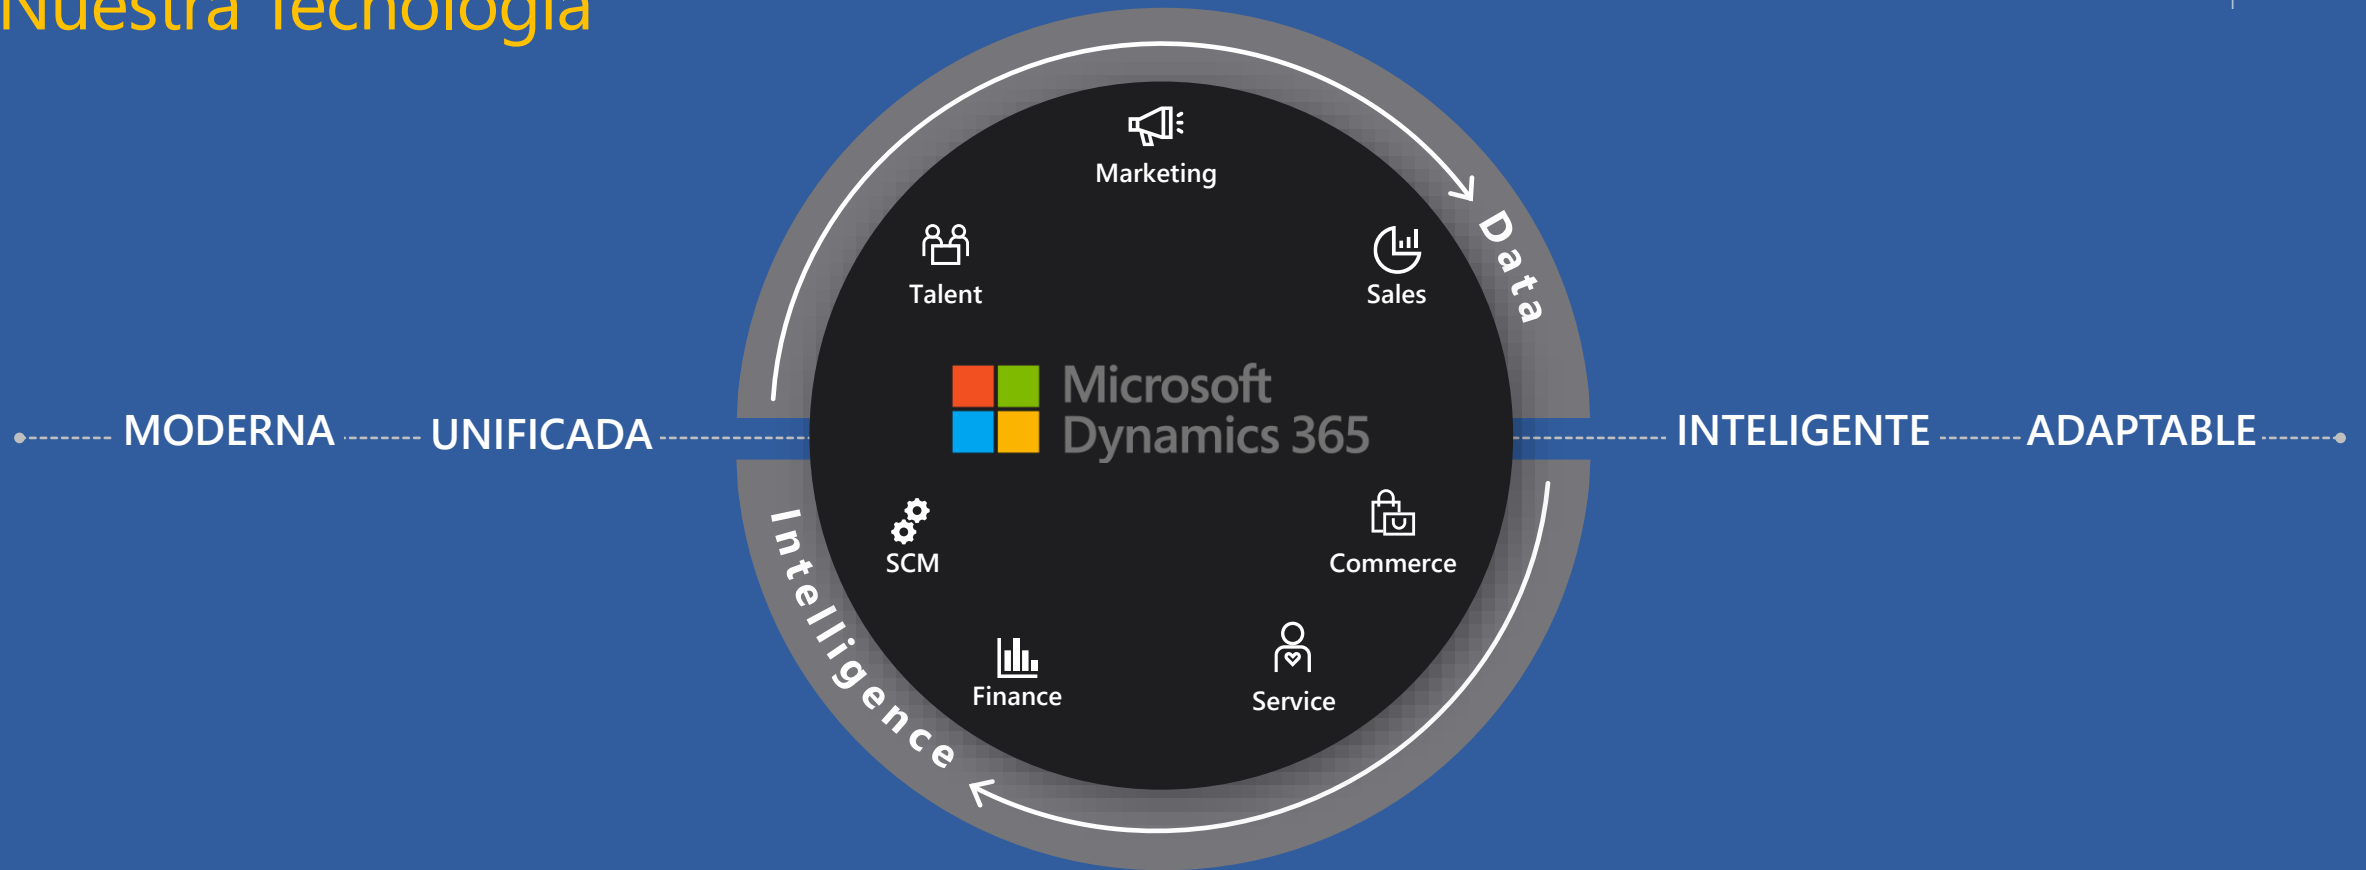 Nuestra Tecnología
Marketing
Talent
Sales
Data
Microsoft
Dynamics 365
MODERNA
UNIFICADA
INTELIGENTE
ADAPTABLE
SCM
Commerce
Intelligence
Finance
Service